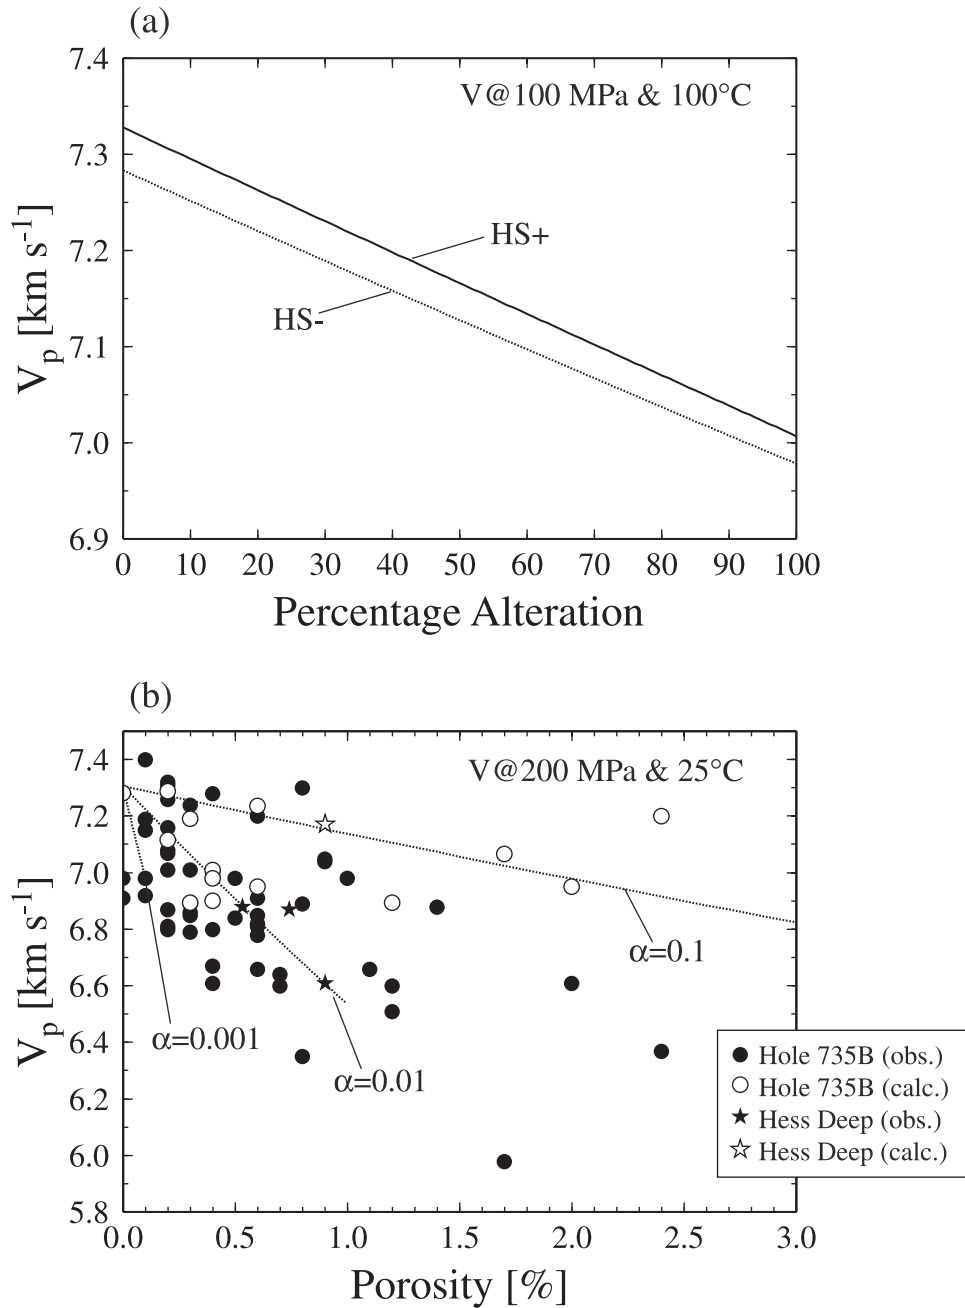 (a)
7.4
7.3
7.2
7.1
7.0
6.9
V@100 MPa & 100°C
HS+
HS-
Vp [km s-1]
0 10 20 30 40 50 60 70 80 90 100
Percentage Alteration
(b)
7.4
7.2
7.0
6.8
6.6
6.4
6.2
6.0
5.8
V@200 MPa & 25°C
α=0.1
α=0.001
α=0.01
Vp [km s-1]
Hole 735B (obs.)
Hole 735B (calc.)
Hess Deep (obs.)
Hess Deep (calc.)
0.0 0.5 1.0 1.5 2.0 2.5 3.0
Porosity [%]